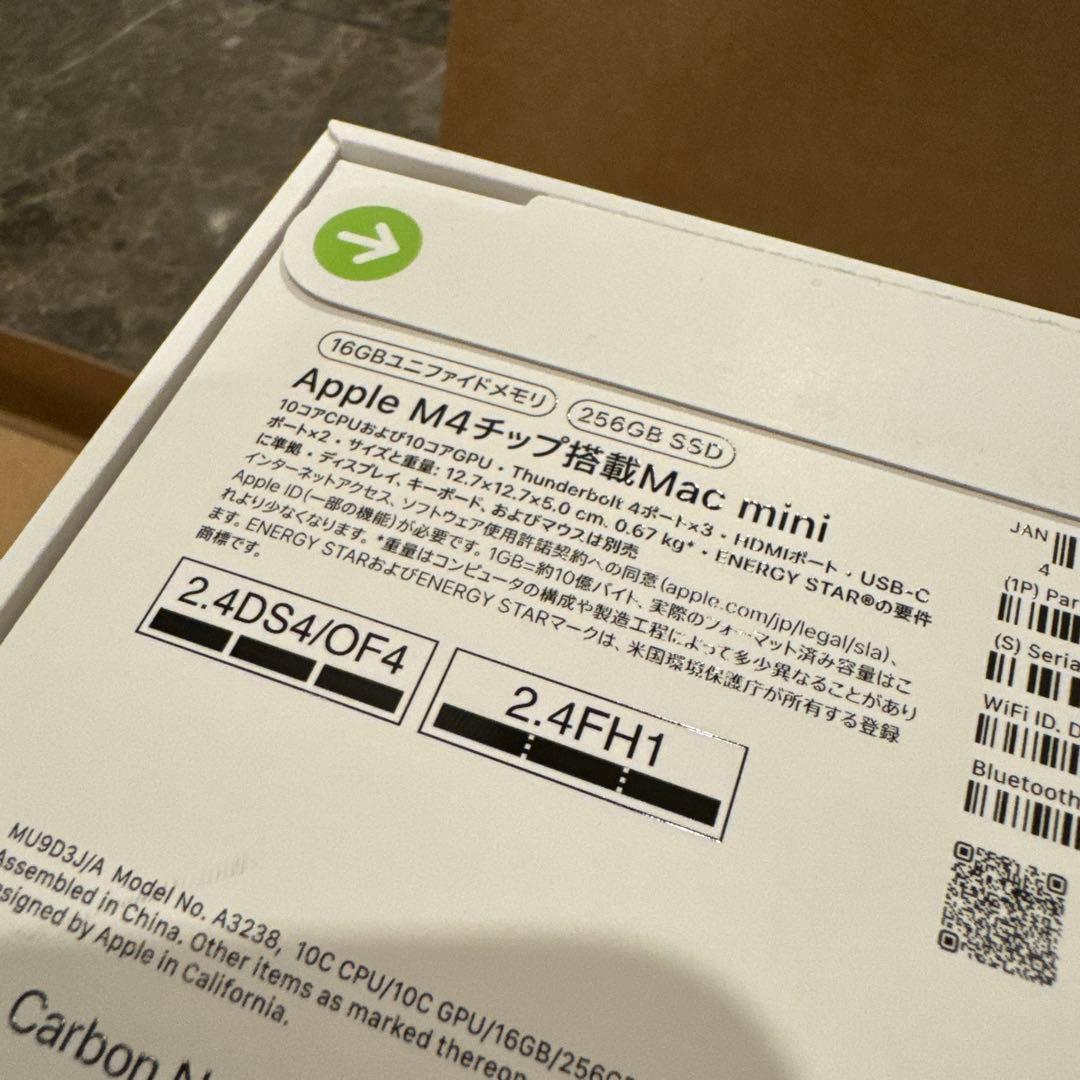 16GBユニファイドメモリ
256GB SSD
Apple M4チップ搭載Mac mini
10コアCPUおよび10コアGPU・Thunderbolt 4ポート×3・HDMIポート・USB-C
ポート×2・サイズと重量: 12.7×12.7×5.0 cm、0.67 kg*・ENERGY STAR®の要件
に準拠・ディスプレイ、キーボード、およびマウスは別売
インターネットアクセス、ソフトウェア使用許諾契約への同意(apple.com/jp/legal/sla)、
Apple ID(一部の機能)が必要です。1GB=約10億バイト、実際のフォーマット済み容量はこ
れより少なくなります。*重量はコンピュータの構成や製造工程によって多少異なることがあり
ます。ENERGY STARおよびENERGY STARマークは、米国環境保護庁が所有する登録
商標です。
2.4DS4/OF4
2.4FH1
JAN
4
(1P) Par
(S) Seria
WiFi ID. D
Bluetooth
MU9D3J/A Model No. A3238, 10C CPU/10C GPU/16GB/256G
Assembled in China. Other items as marked thereon
esigned by Apple in California.
Carbon N